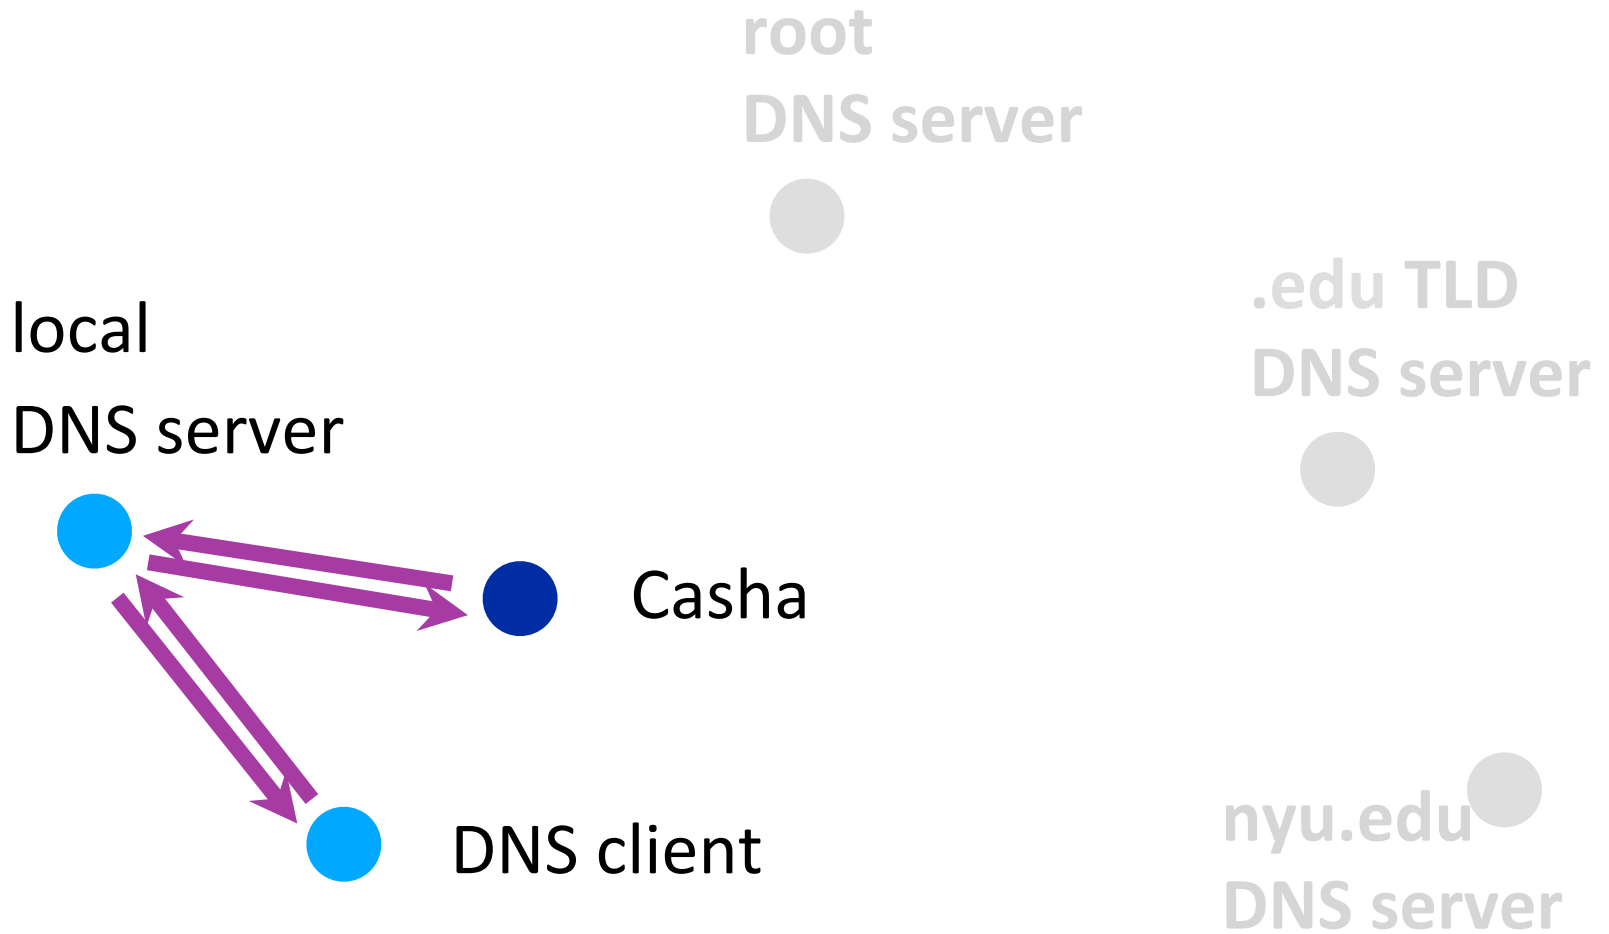 root
DNS server
.edu TLD
DNS server
local
DNS server
Casha
DNS client
nyu.edu
DNS server